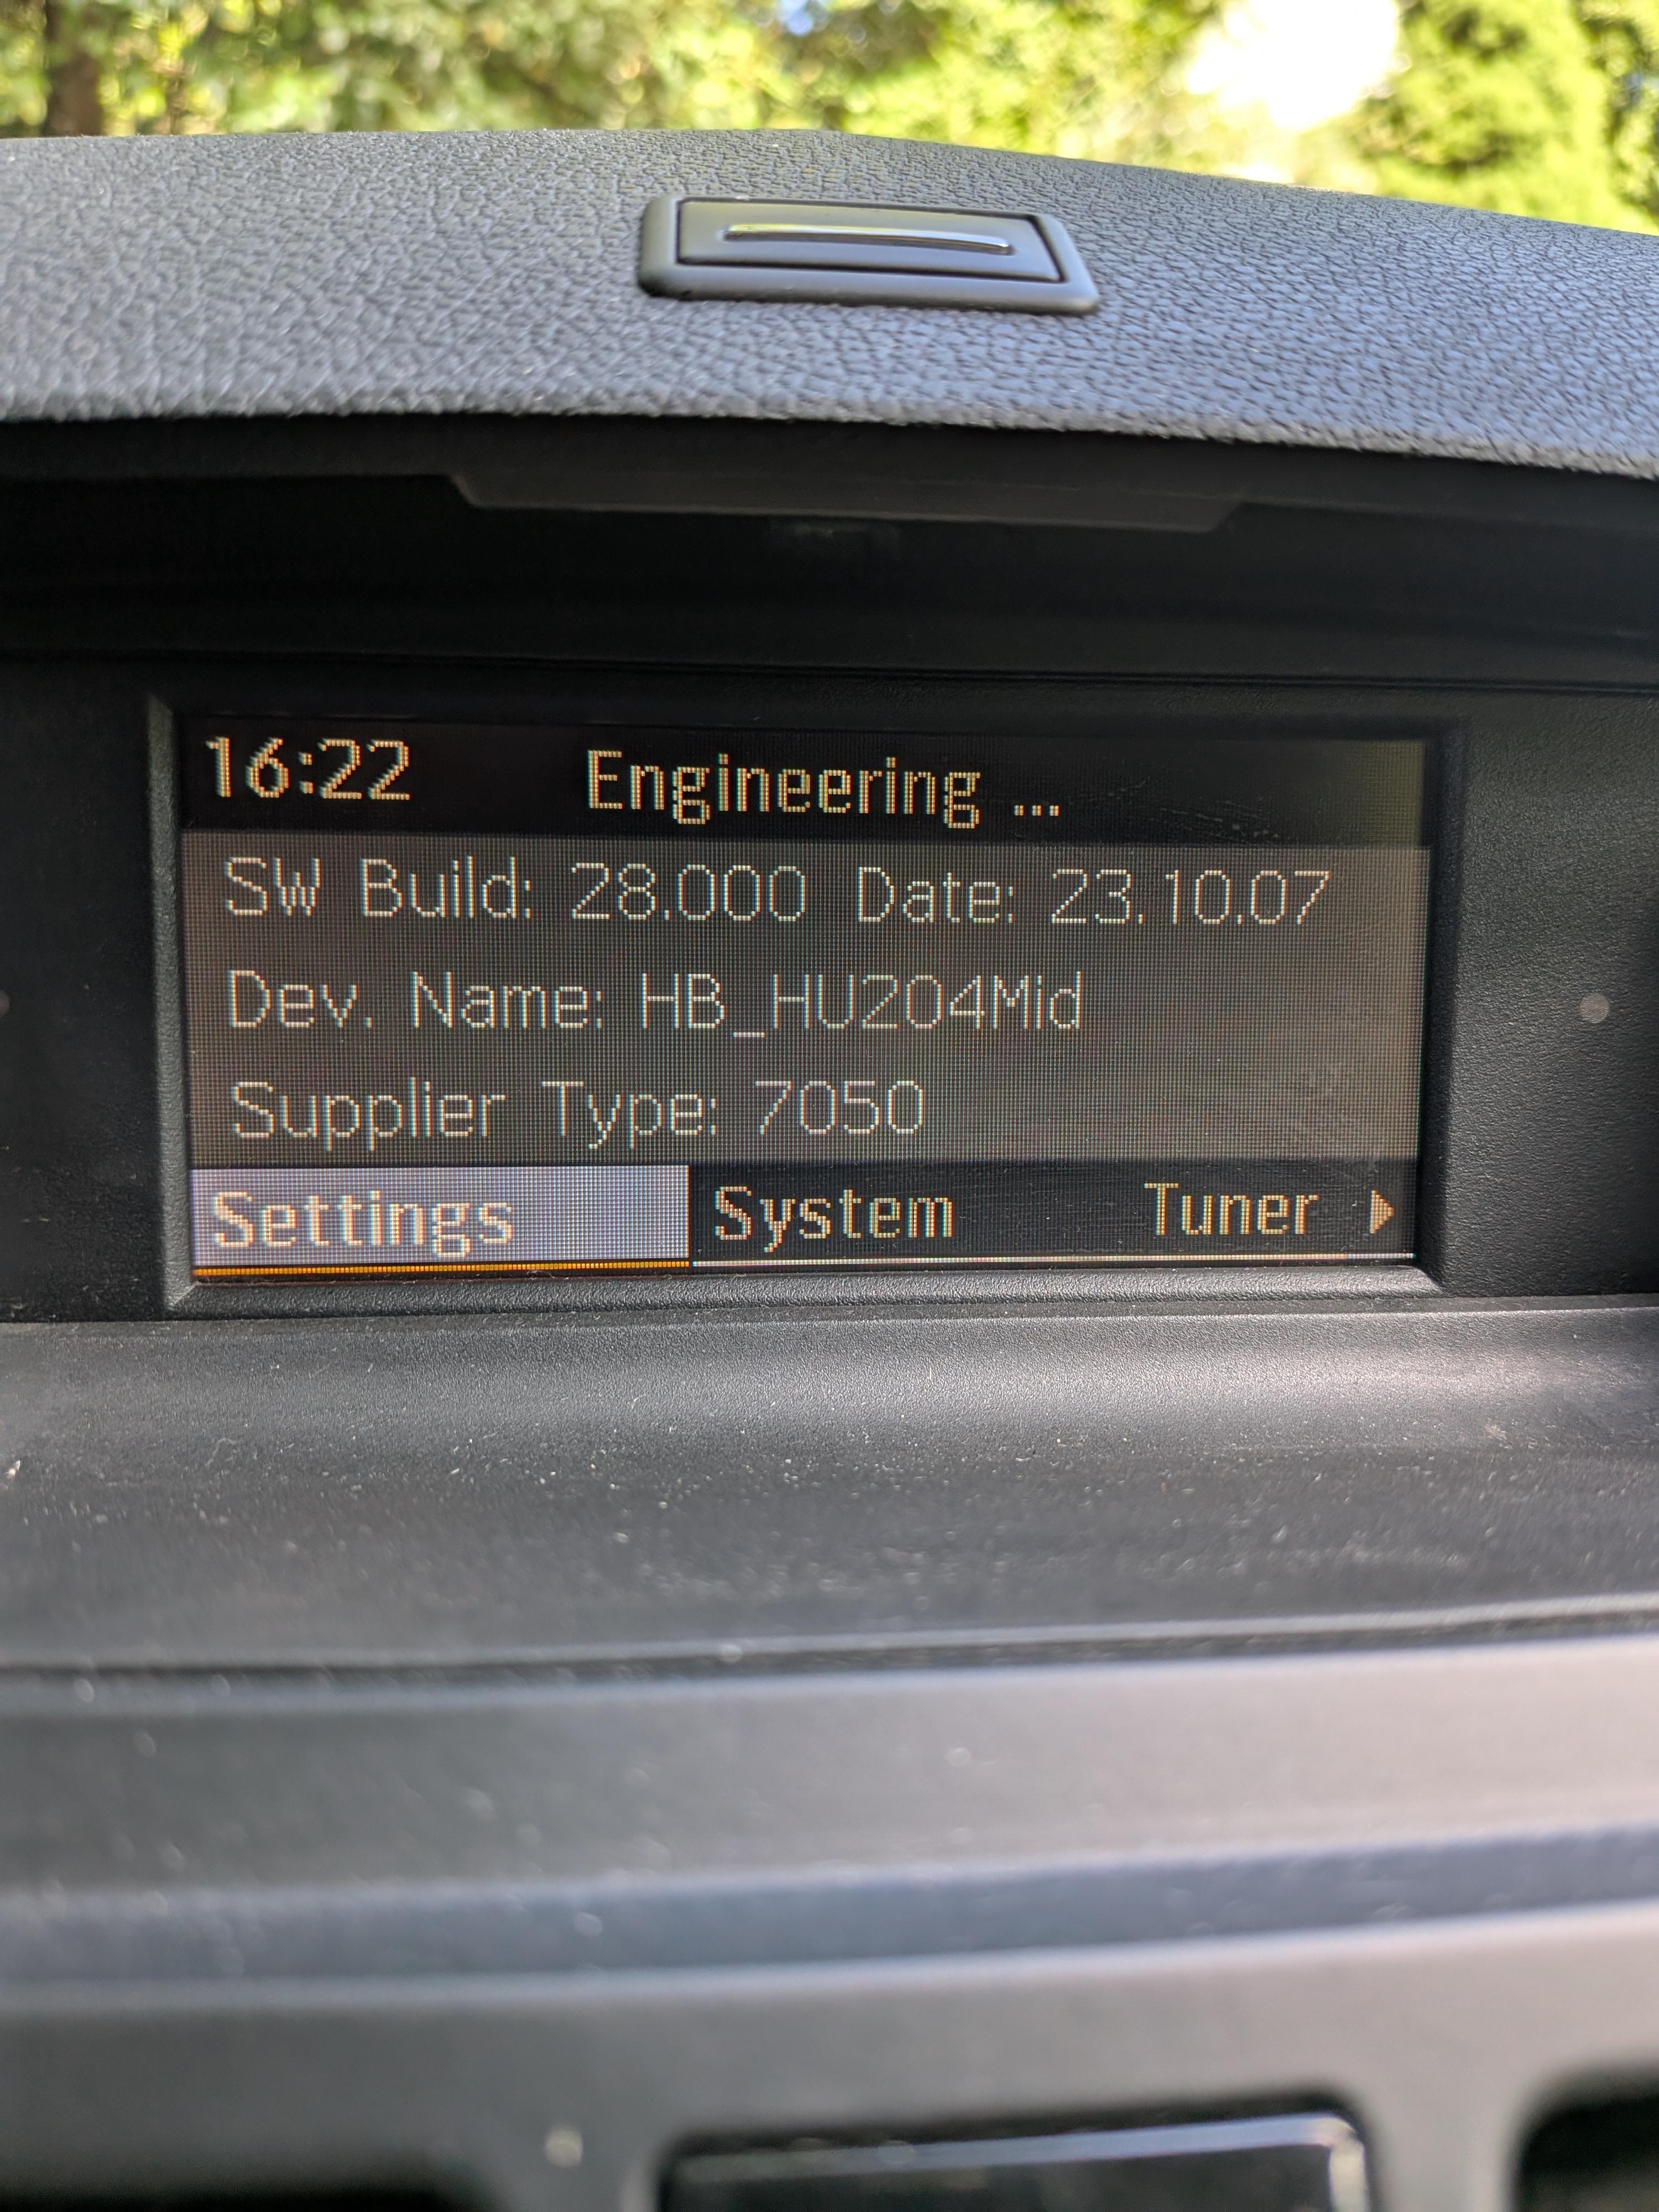 16:22 Engineering ...
SW Build: 28.000 Date: 23.10.07
Dev. Name: HB_HU204Mid
Supplier Type: 7050
Settings System Tuner